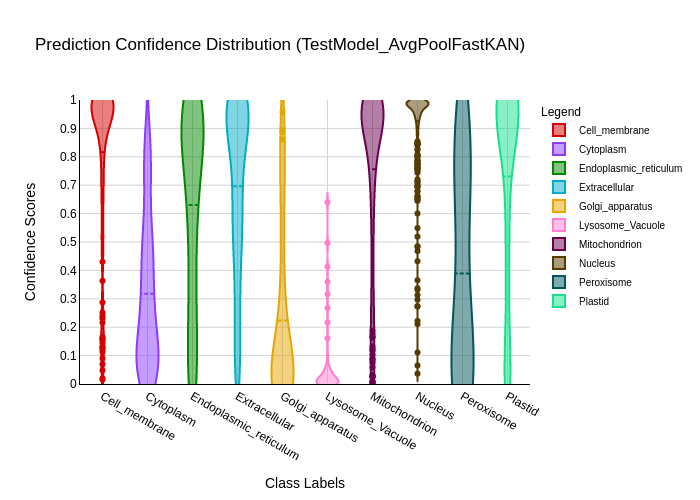 Prediction Confidence Distribution (TestModel_AvgPoolFastKAN)
Legend
Cell_membrane
Cytoplasm
Endoplasmic_reticulum
Extracellular
Golgi_apparatus
Lysosome_Vacuole
Mitochondrion
Nucleus
Peroxisome
Plastid
Confidence Scores
1
0.9
0.8
0.7
0.6
0.5
0.4
0.3
0.2
0.1
0
Cell_membrane
Cytoplasm
Endoplasmic_reticulum
Extracellular
Golgi_apparatus
Lysosome_Vacuole
Mitochondrion
Nucleus
Peroxisome
Plastid
Class Labels